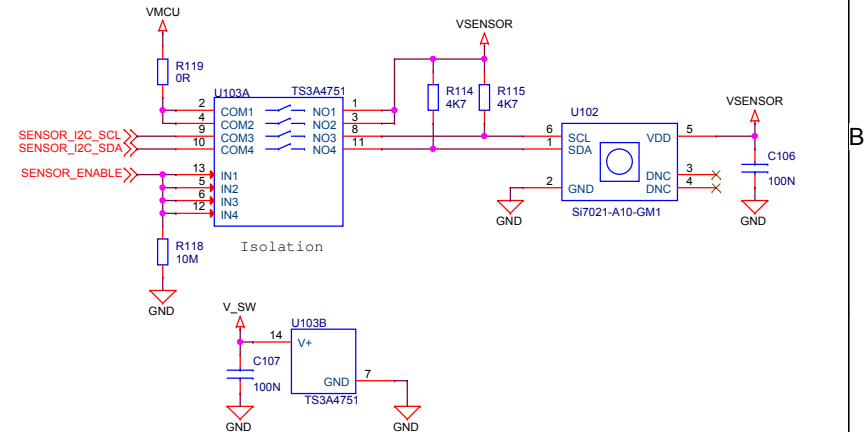 VMCU
VSENSOR
R119
0R
U103A
TS3A4751
R114
4K7
R115
4K7
U102
VSENSOR
2
COM1
NO1
1
4
COM2
NO2
3
SENSOR_I2C_SCL
9
COM3
NO3
8
6
SCL
VDD
5
B
SENSOR_I2C_SDA
10
COM4
NO4
11
1
SDA
C106
100N
SENSOR_ENABLE
13
IN1
5
IN2
6
IN3
12
IN4
2
GND
DNC
3
DNC
4
Si7021-A10-GM1
GND
GND
R118
10M
Isolation
GND
V_SW
U103B
14
V+
C107
100N
GND
7
TS3A4751
GND
GND